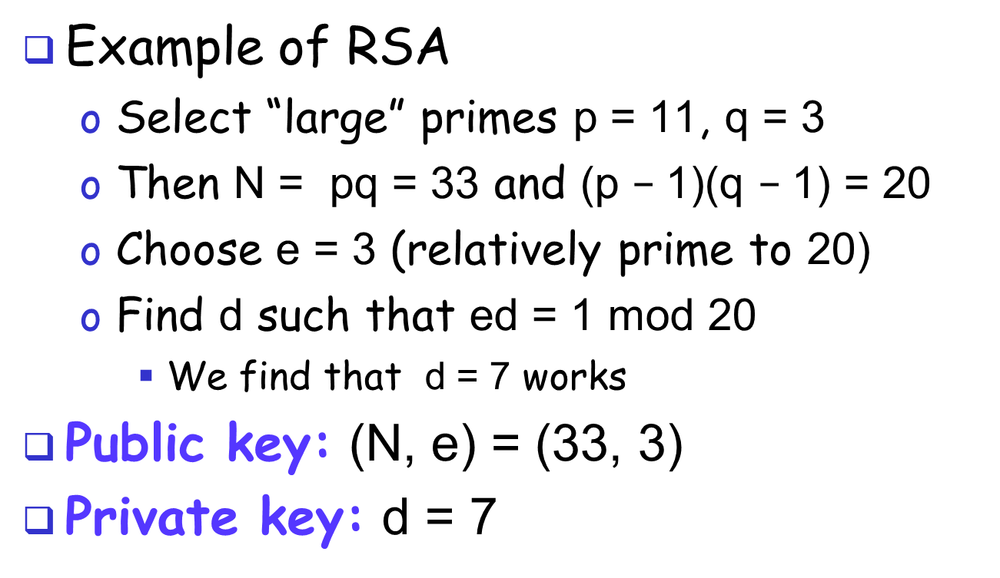 Example of RSA
Select “large” primes p = 11, q = 3
Then N = pq = 33 and (p − 1)(q − 1) = 20
Choose e = 3 (relatively prime to 20)
Find d such that ed = 1 mod 20
We find that d = 7 works
Public key: (N, e) = (33, 3)
Private key: d = 7